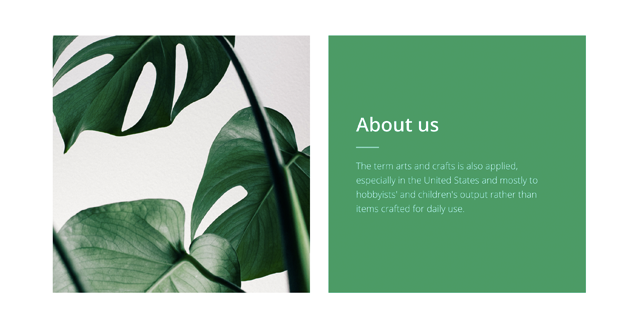 About us
The term arts and crafts is also applied,
especially in the United States and mostly to
hobbyists' and children's output rather than
items crafted for daily use.